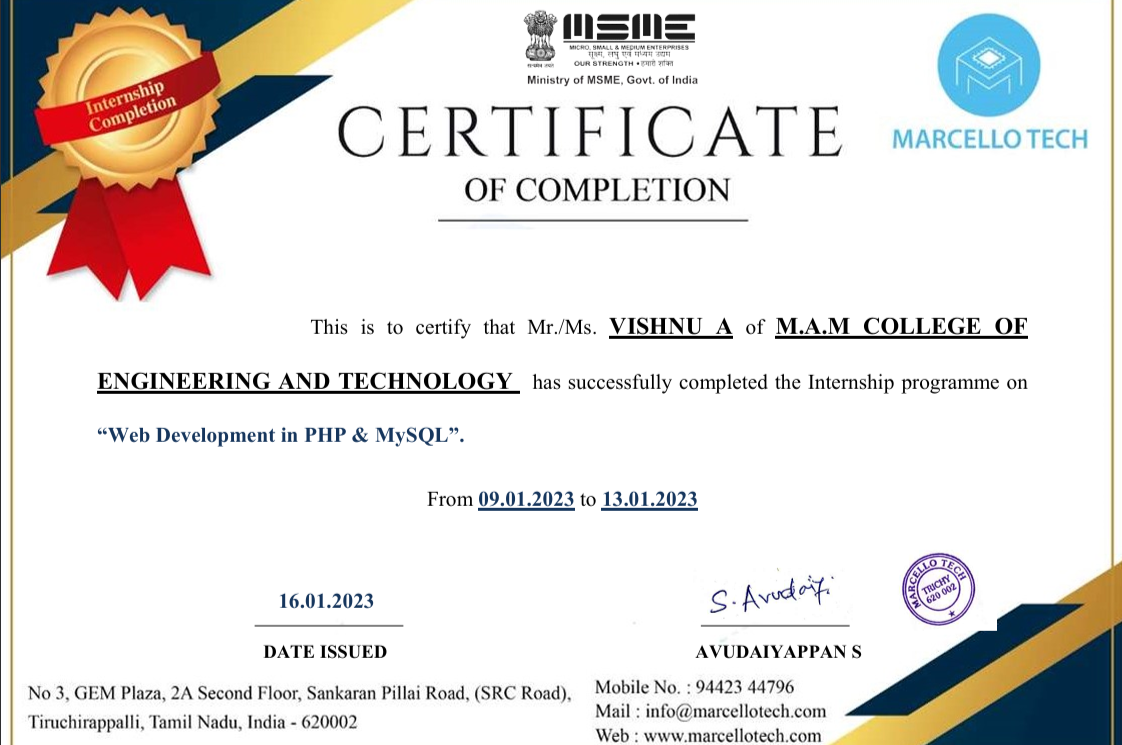 Internship
Completion
MSME
MICRO, SMALL & MEDIUM ENTERPRISES
सूक्ष्म, लघु एवं मध्यम उद्यम
OUR STRENGTH • हमारी शक्ति
सत्यमेव जयते
Ministry of MSME, Govt. of India
MARCELLO TECH
CERTIFICATE
OF COMPLETION
This is to certify that Mr./Ms. VISHNU A of M.A.M COLLEGE OF
ENGINEERING AND TECHNOLOGY has successfully completed the Internship programme on
“Web Development in PHP & MySQL”.
From 09.01.2023 to 13.01.2023
16.01.2023
DATE ISSUED
S. Avudaiy
MARCELLO TECH
TRICHY
620 002
AVUDAIYAPPAN S
No 3, GEM Plaza, 2A Second Floor, Sankaran Pillai Road, (SRC Road),
Tiruchirappalli, Tamil Nadu, India - 620002
Mobile No. : 94423 44796
Mail : info@marcellotech.com
Web : www.marcellotech.com